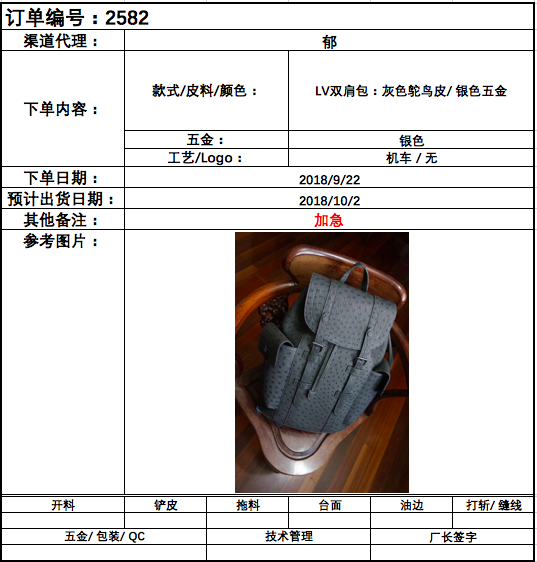 订单编号：2582
渠道代理： 郁
下单内容： 款式/皮料/颜色： LV双肩包：灰色鸵鸟皮/ 银色五金
五金： 银色
工艺/Logo： 机车 / 无
下单日期： 2018/9/22
预计出货日期： 2018/10/2
其他备注： 加急
参考图片：
开料 铲皮 拖料 台面 油边 打斩/ 缝线
五金/ 包装/ QC 技术管理 厂长签字